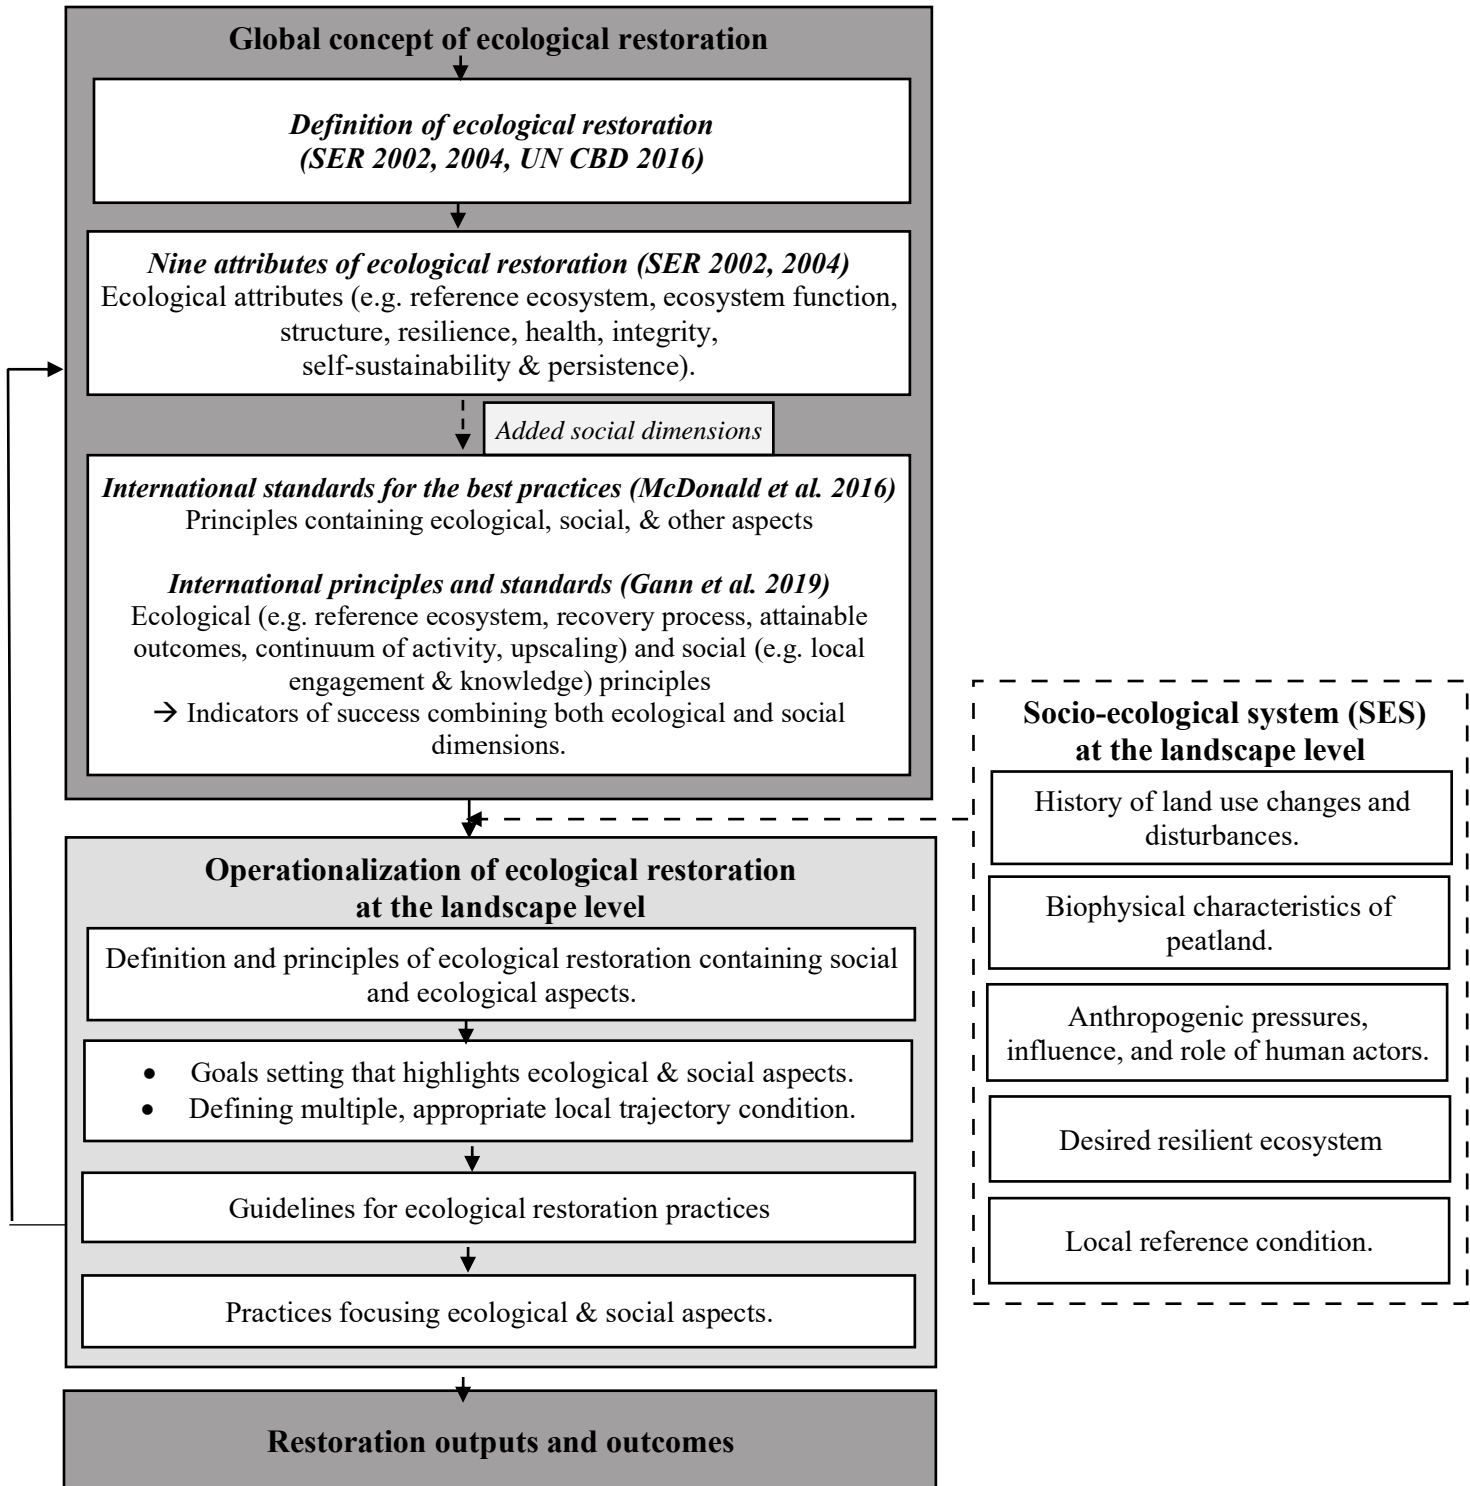 Global concept of ecological restoration
Definition of ecological restoration
(SER 2002, 2004, UN CBD 2016)
Nine attributes of ecological restoration (SER 2002, 2004)
Ecological attributes (e.g. reference ecosystem, ecosystem function,
structure, resilience, health, integrity,
self-sustainability & persistence).
Added social dimensions
International standards for the best practices (McDonald et al. 2016)
Principles containing ecological, social, & other aspects
International principles and standards (Gann et al. 2019)
Ecological (e.g. reference ecosystem, recovery process, attainable
outcomes, continuum of activity, upscaling) and social (e.g. local
engagement & knowledge) principles
→ Indicators of success combining both ecological and social
dimensions.
Socio-ecological system (SES)
at the landscape level
History of land use changes and
disturbances.
Biophysical characteristics of
peatland.
Anthropogenic pressures,
influence, and role of human actors.
Desired resilient ecosystem
Local reference condition.
Operationalization of ecological restoration
at the landscape level
Definition and principles of ecological restoration containing social
and ecological aspects.
• Goals setting that highlights ecological & social aspects.
• Defining multiple, appropriate local trajectory condition.
Guidelines for ecological restoration practices
Practices focusing ecological & social aspects.
Restoration outputs and outcomes